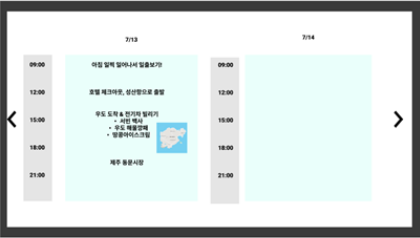 7/13
7/14
09:00
아침 일찍 일어나서 일출보기!
12:00
호텔 체크아웃, 성산항으로 출발
15:00
우도 도착 & 전기차 빌리기
• 서빈 백사
• 우도 해물짬뽕
• 땅콩아이스크림
18:00
제주 동문시장
21:00
09:00
12:00
15:00
18:00
21:00